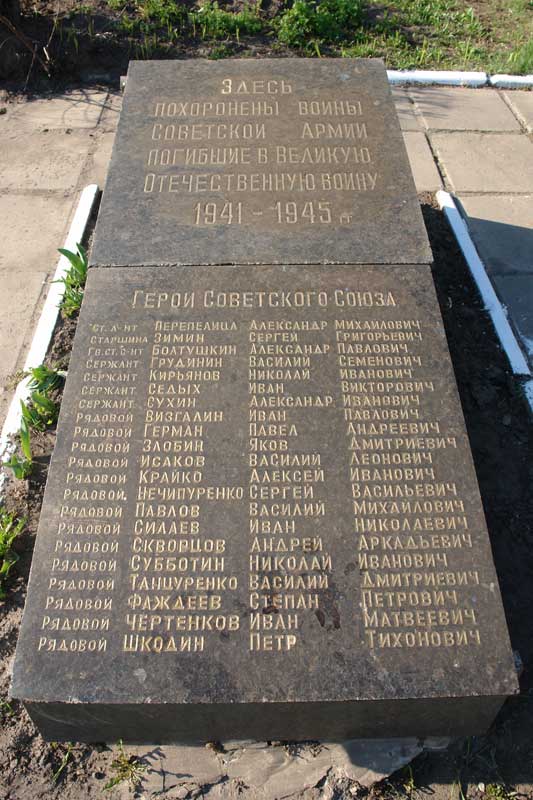 Здесь
похоронены воины
Советской Армии
погибшие в Великую
Отечественную войну
1941 - 1945 гг
Герои Советского Союза
Ст. л-нт Перепелица Александр Михайлович
Старшина Зимин Сергей Григорьевич
Гв. ст. с-нт Болтушкин Александр Павлович
Сержант Грудинин Василий Семенович
Сержант Кирьянов Николай Иванович
Сержант Седых Иван Викторович
Сержант Сухин Александр Иванович
Рядовой Визгалин Иван Павлович
Рядовой Герман Павел Андреевич
Рядовой Злобин Яков Дмитриевич
Рядовой Исаков Василий Леонович
Рядовой Крайко Алексей Иванович
Рядовой Нечипуренко Сергей Васильевич
Рядовой Павлов Василий Михайлович
Рядовой Силаев Иван Николаевич
Рядовой Скворцов Андрей Аркадьевич
Рядовой Субботин Николай Иванович
Рядовой Танцуренко Василий Дмитриевич
Рядовой Фаждеев Степан Петрович
Рядовой Чертенков Иван Матвеевич
Рядовой Шкодин Петр Тихонович